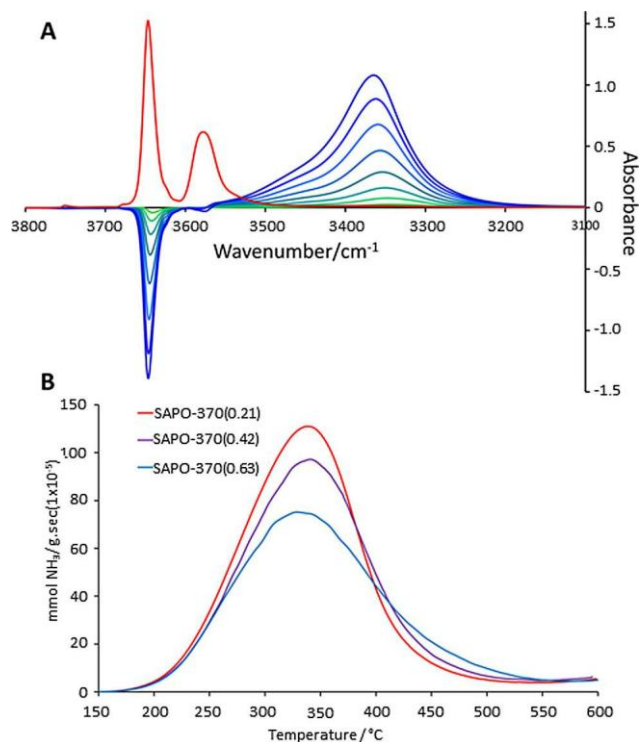 A
1.5
1.0
0.5
0
-0.5
-1.0
-1.5
Absorbance
3800 3700 3600 3500 3400 3300 3200 3100
Wavenumber/cm⁻¹
B
150
100
80
60
40
20
0
mmol NH₃/g.sec(1x10⁻⁵)
SAPO-370(0.21)
SAPO-370(0.42)
SAPO-370(0.63)
150 200 250 300 350 400 450 500 550 600
Temperature/°C